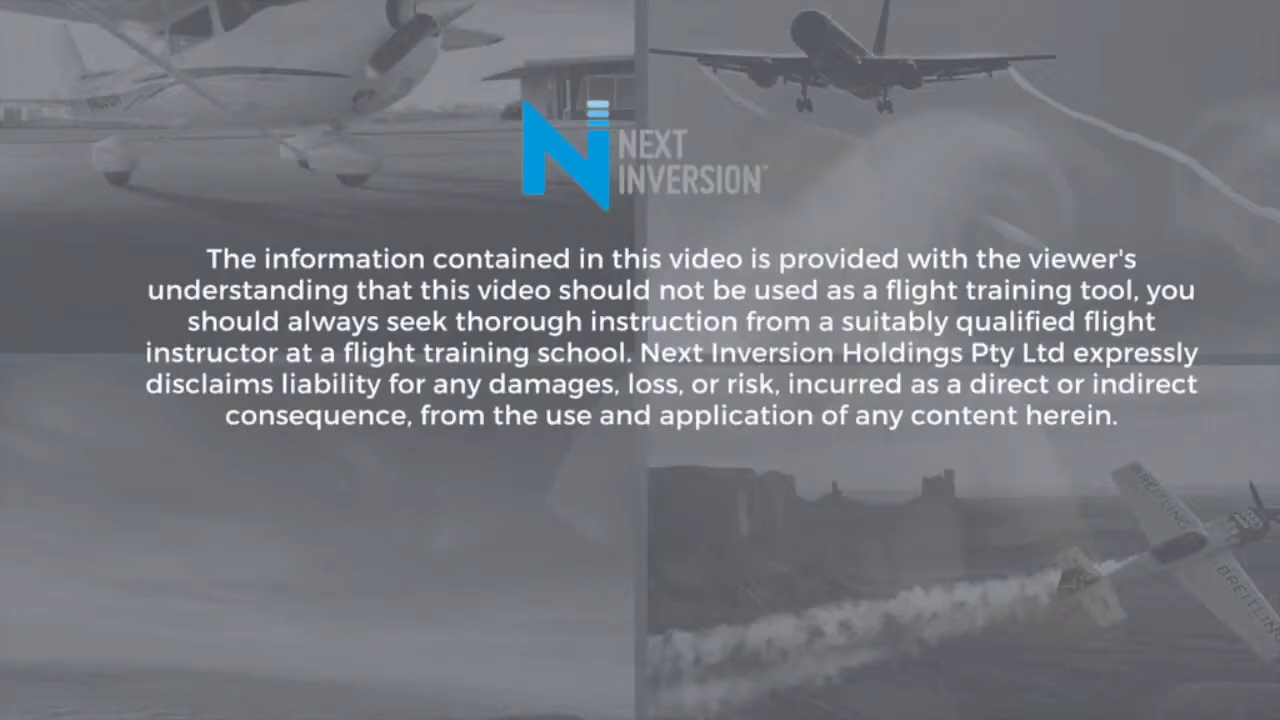 NEXT
INVERSION™
The information contained in this video is provided with the viewer's
understanding that this video should not be used as a flight training tool, you
should always seek thorough instruction from a suitably qualified flight
instructor at a flight training school. Next Inversion Holdings Pty Ltd expressly
disclaims liability for any damages, loss, or risk, incurred as a direct or indirect
consequence, from the use and application of any content herein.
BREITLING
BREITLING